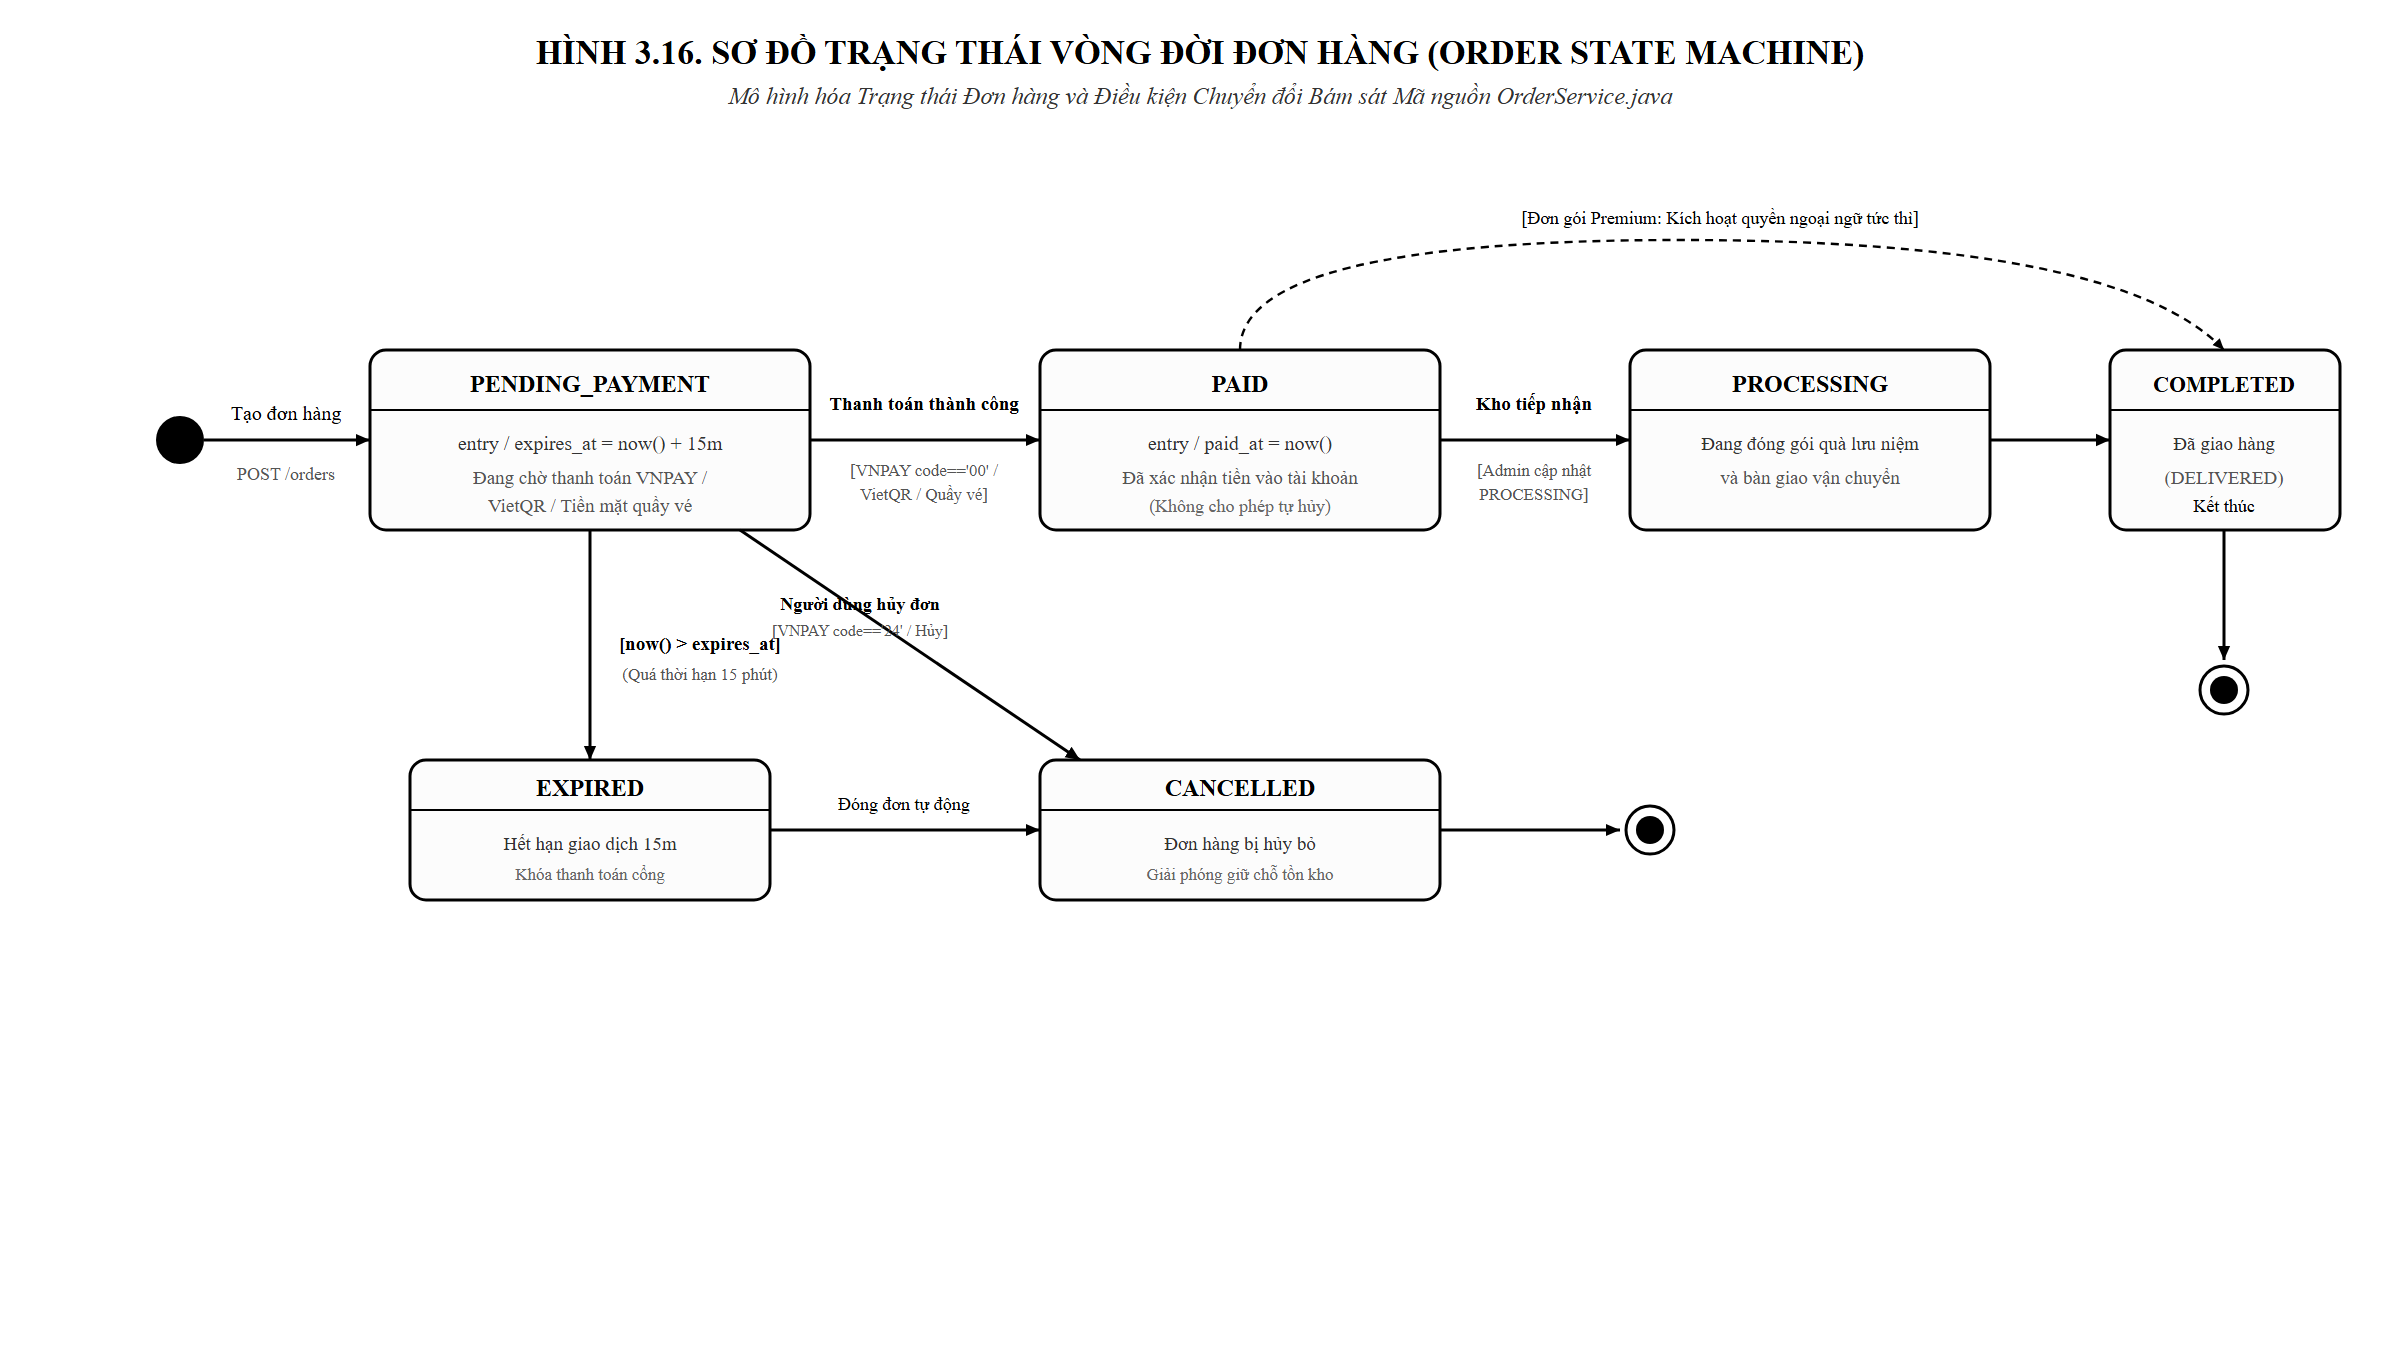 HÌNH 3.16. SƠ ĐỒ TRẠNG THÁI VÒNG ĐỜI ĐƠN HÀNG (ORDER STATE MACHINE)
Mô hình hóa Trạng thái Đơn hàng và Điều kiện Chuyển đổi Bám sát Mã nguồn OrderService.java
[Đơn gói Premium: Kích hoạt quyền ngoại ngữ tức thì]
Tạo đơn hàng
POST /orders
PENDING_PAYMENT
entry / expires_at = now() + 15m
Đang chờ thanh toán VNPAY /
VietQR / Tiền mặt quầy vé
Thanh toán thành công
[VNPAY code=='00' /
VietQR / Quầy vé]
PAID
entry / paid_at = now()
Đã xác nhận tiền vào tài khoản
(Không cho phép tự hủy)
Kho tiếp nhận
[Admin cập nhật
PROCESSING]
PROCESSING
Đang đóng gói quà lưu niệm
và bàn giao vận chuyển
COMPLETED
Đã giao hàng
(DELIVERED)
Kết thúc
Người dùng hủy đơn
[VNPAY code=='24' / Hủy]
[now() > expires_at]
(Quá thời hạn 15 phút)
EXPIRED
Hết hạn giao dịch 15m
Khóa thanh toán cổng
Đóng đơn tự động
CANCELLED
Đơn hàng bị hủy bỏ
Giải phóng giữ chỗ tồn kho